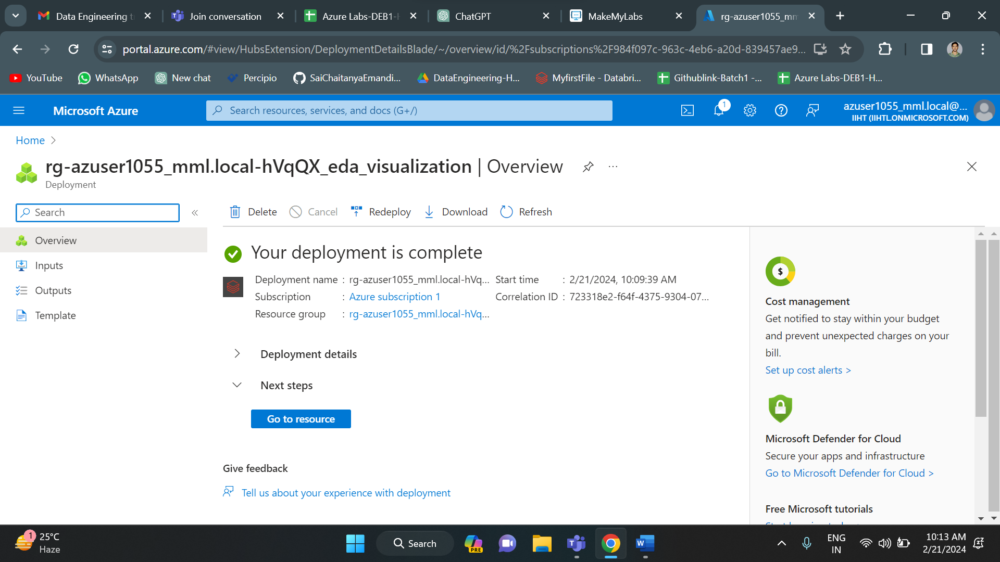 Data Engineering t
Join conversation
Azure Labs-DEB1-H
ChatGPT
MakeMyLabs
rg-azuser1055_mm
portal.azure.com/#view/HubsExtension/DeploymentDetailsBlade/~/overview/id/%2Fsubscriptions%2F984f097c-963c-4eb6-a20d-839457ae9...
YouTube
WhatsApp
New chat
Percipio
SaiChaitanyaEmandi...
DataEngineering-H...
MyfirstFile - Databri...
Githublink-Batch1 -...
Azure Labs-DEB1-H...
Microsoft Azure
Search resources, services, and docs (G+/)
1
azuser1055_mml.local@...
IIHT (IIHTL.ONMICROSOFT.COM)
Home
rg-azuser1055_mml.local-hVqQX_eda_visualization | Overview
Deployment
Search
Overview
Inputs
Outputs
Template
Delete
Cancel
Redeploy
Download
Refresh
Your deployment is complete
Deployment name : rg-azuser1055_mml.local-hVq...
Subscription : Azure subscription 1
Resource group : rg-azuser1055_mml.local-hVq...
Start time : 2/21/2024, 10:09:39 AM
Correlation ID : 723318e2-f64f-4375-9304-07...
Deployment details
Next steps
Go to resource
Give feedback
Tell us about your experience with deployment
$
Cost management
Get notified to stay within your budget
and prevent unexpected charges on your
bill.
Set up cost alerts >
Microsoft Defender for Cloud
Secure your apps and infrastructure
Go to Microsoft Defender for Cloud >
Free Microsoft tutorials
1
25°C
Haze
Search
PRE
T
W
ENG
IN
10:13 AM
2/21/2024